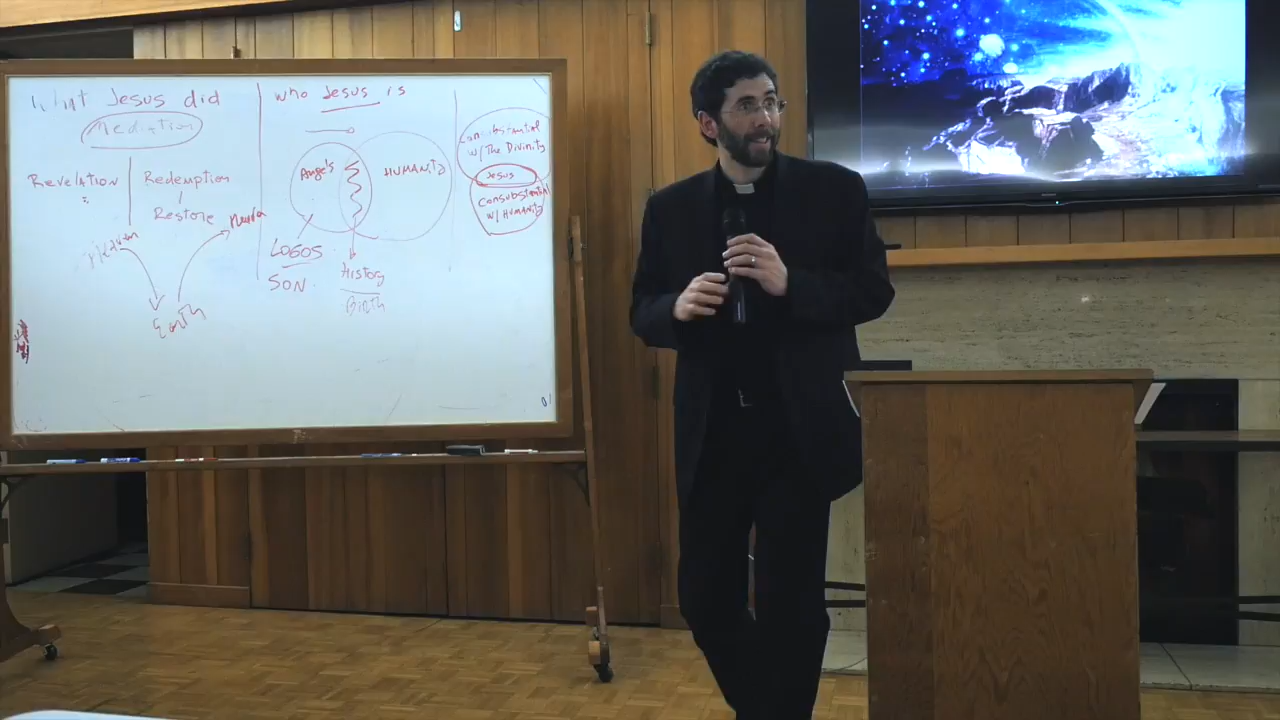 What Jesus did
Mediation
Revelation
Redemption
Restore
Earth
who Jesus is
Angels
HUMANITY
LOGOS
SON
History
Birth
Consubstantial
w/ The Divinity
Jesus
Consubstantial
w/ HUMANITY